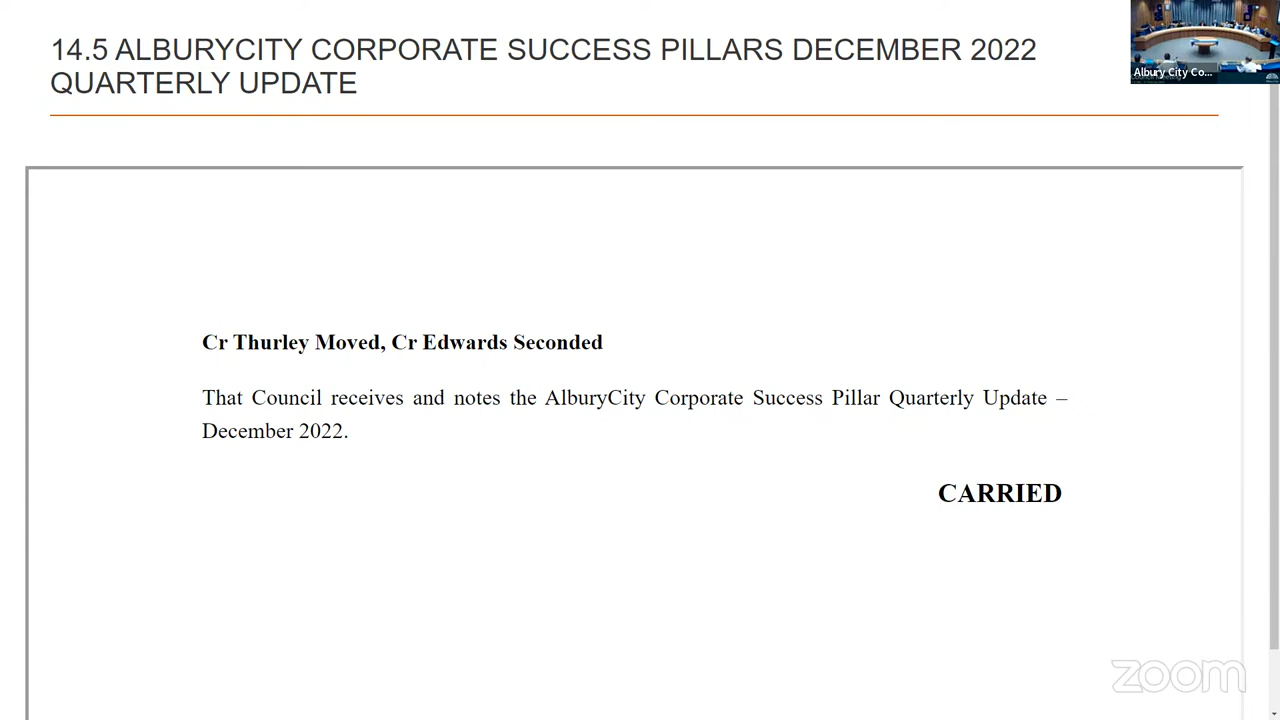 14.5 ALBURYCITY CORPORATE SUCCESS PILLARS DECEMBER 2022
QUARTERLY UPDATE
Albury City Co...
Cr Thurley Moved, Cr Edwards Seconded
That Council receives and notes the AlburyCity Corporate Success Pillar Quarterly Update –
December 2022.
CARRIED
zoom